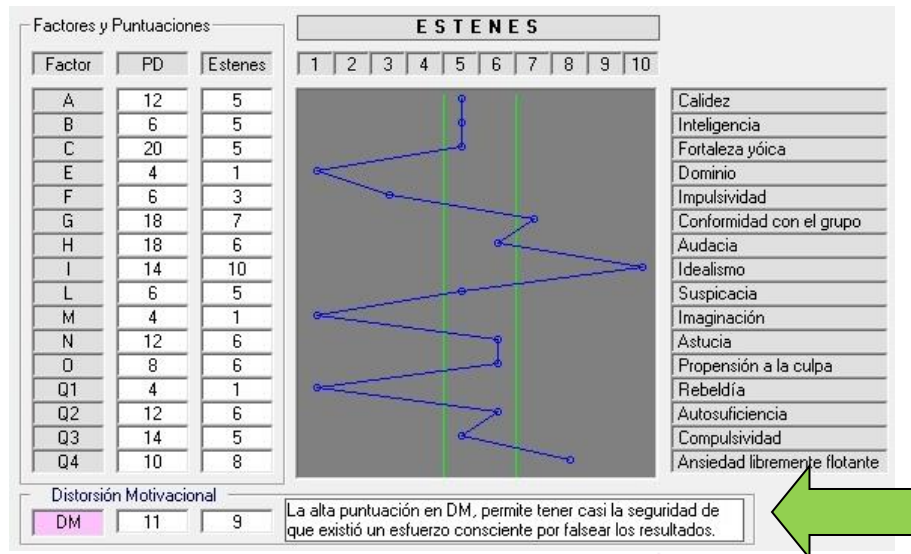 Factores y Puntuaciones
E S T E N E S
Factor PD Estenes 1 2 3 4 5 6 7 8 9 10
A 12 5 Calidez
B 6 5 Inteligencia
C 20 5 Fortaleza yóica
E 4 1 Dominio
F 6 3 Impulsividad
G 18 7 Conformidad con el grupo
H 18 6 Audacia
I 14 10 Idealismo
L 6 5 Suspicacia
M 4 1 Imaginación
N 12 6 Astucia
O 8 6 Propensión a la culpa
Q1 4 1 Rebeldía
Q2 12 6 Autosuficiencia
Q3 14 5 Compulsividad
Q4 10 8 Ansiedad libremente flotante
Distorsión Motivacional
DM 11 9
La alta puntuación en DM, permite tener casi la seguridad de
que existió un esfuerzo consciente por falsear los resultados.